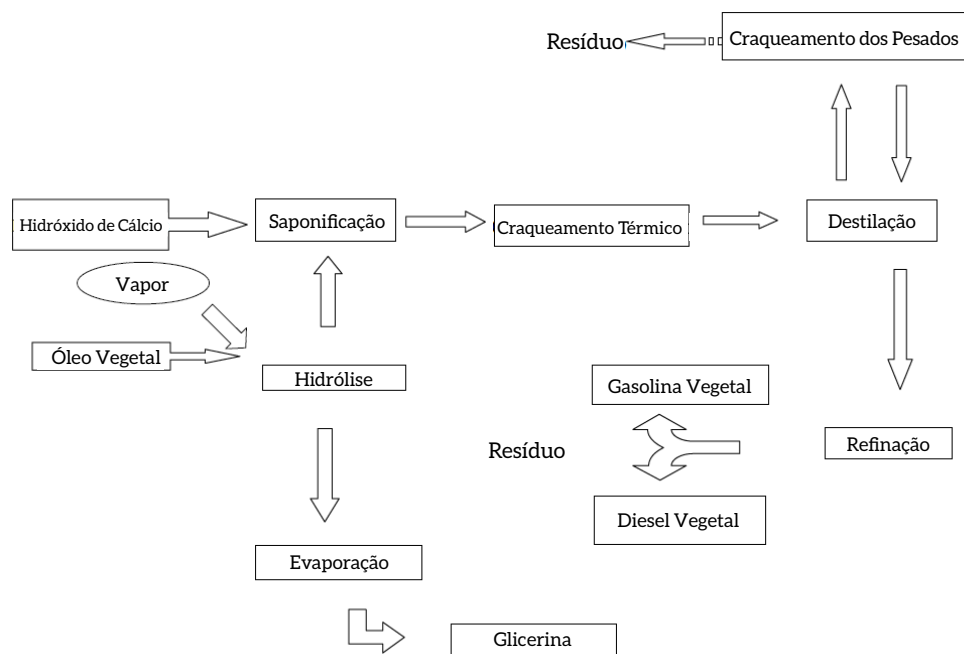 Resíduo
Craqueamento dos Pesados
Hidróxido de Cálcio
Saponificação
Craqueamento Térmico
Destilação
Vapor
Óleo Vegetal
Hidrólise
Gasolina Vegetal
Resíduo
Refinação
Diesel Vegetal
Evaporação
Glicerina